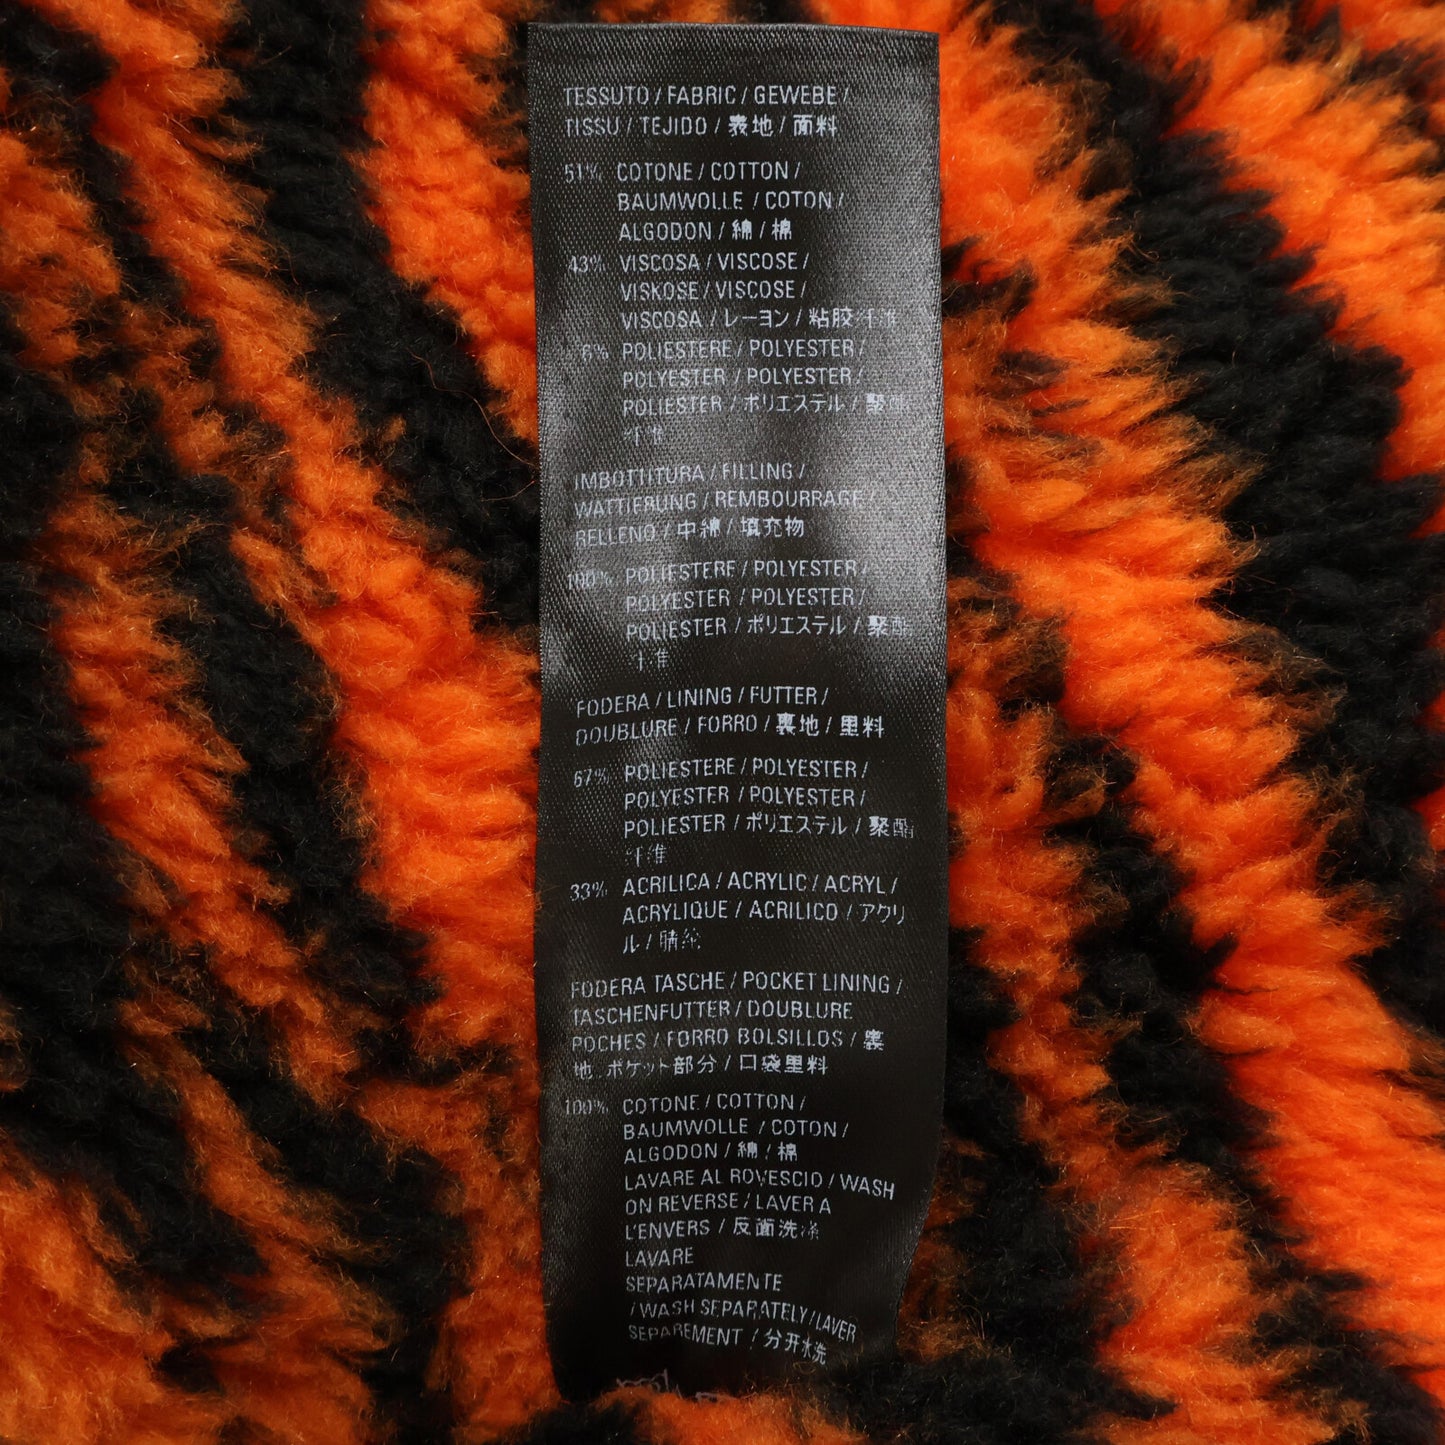 TESSUTO / FABRIC / GEWEBE /
TISSU / TEJIDO / 表地 / 面料
51% COTONE / COTTON /
BAUMWOLLE / COTON /
ALGODON / 綿 / 棉
43% VISCOSA / VISCOSE /
VISKOSE / VISCOSE /
VISCOSA / レーヨン / 粘胶纤维
6% POLIESTERE / POLYESTER /
POLYESTER / POLYESTER /
POLIESTER / ポリエステル / 聚酯
纤维
IMBOTTITURA / FILLING /
WATTIERUNG / REMBOURRAGE /
RELLENO / 中綿 / 填充物
100% POLIESTERE / POLYESTER /
POLYESTER / POLYESTER /
POLIESTER / ポリエステル / 聚酯
纤维
FODERA / LINING / FUTTER /
DOUBLURE / FORRO / 裏地 / 里料
67% POLIESTERE / POLYESTER /
POLYESTER / POLYESTER /
POLIESTER / ポリエステル / 聚酯
纤维
33% ACRILICA / ACRYLIC / ACRYL /
ACRYLIQUE / ACRILICO / アクリ
ル / 腈纶
FODERA TASCHE / POCKET LINING /
TASCHENFUTTER / DOUBLURE
POCHES / FORRO BOLSILLOS / 裏
地 ポケット部分 / 口袋里料
100% COTONE / COTTON /
BAUMWOLLE / COTON /
ALGODON / 綿 / 棉
LAVARE AL ROVESCIO / WASH
ON REVERSE / LAVER A
L'ENVERS / 反面洗涤
LAVARE
SEPARATAMENTE
/ WASH SEPARATELY / LAVER
SEPAREMENT / 分开水洗